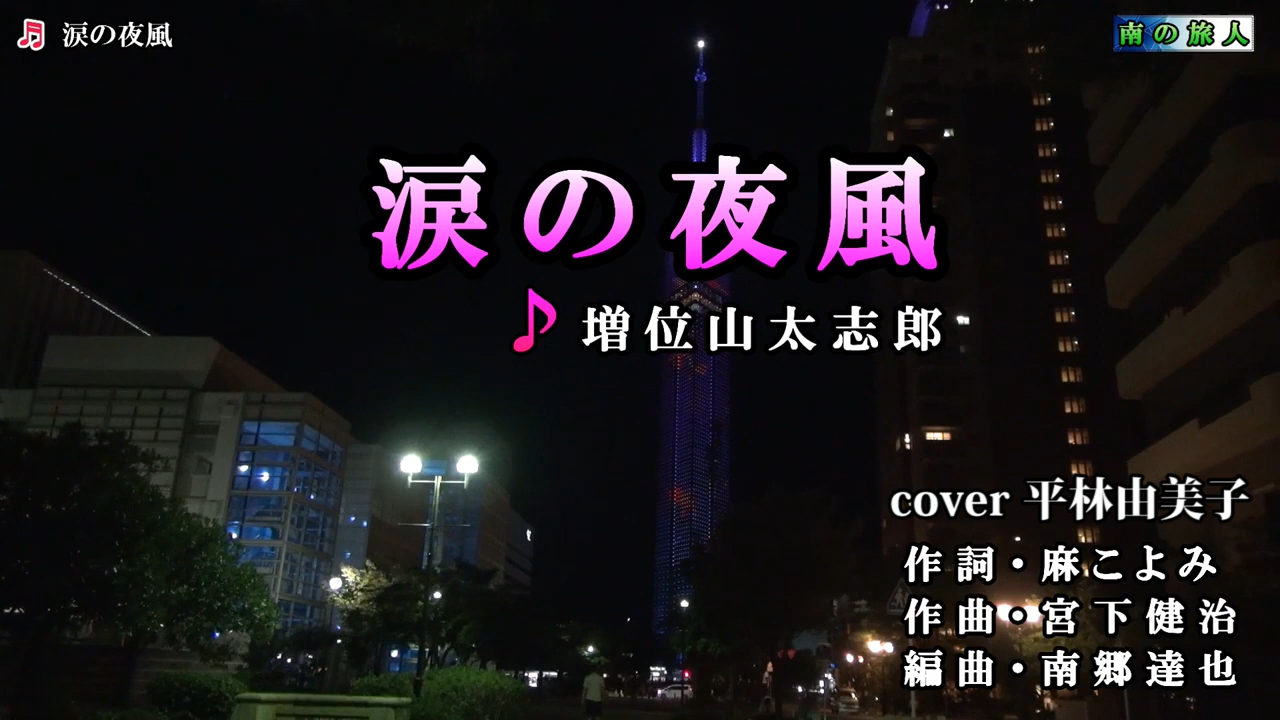 涙の夜風
南の旅人
涙の夜風
増位山太志郎
cover 平林由美子
作詞・麻こよみ
作曲・宮下健治
編曲・南郷達也